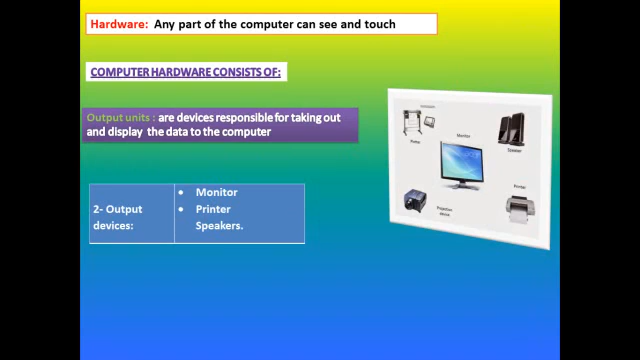 Hardware: Any part of the computer can see and touch
COMPUTER HARDWARE CONSISTS OF:
Output units : are devices responsible for taking out
and display the data to the computer
2- Output
devices:
• Monitor
• Printer
Speakers.
Monitor
Speaker
Printer